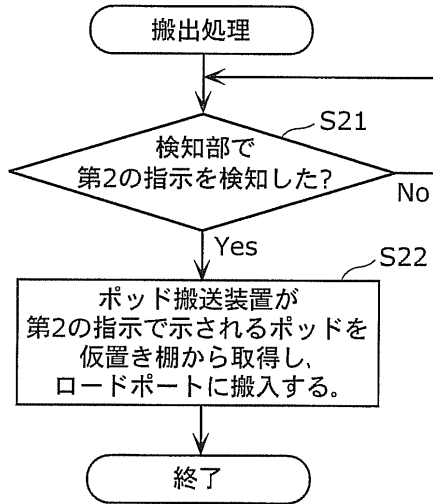 搬出処理
S21
検知部で
第2の指示を検知した?
No
Yes
S22
ポッド搬送装置が
第2の指示で示されるポッドを
仮置き棚から取得し,
ロードポートに搬入する。
終了